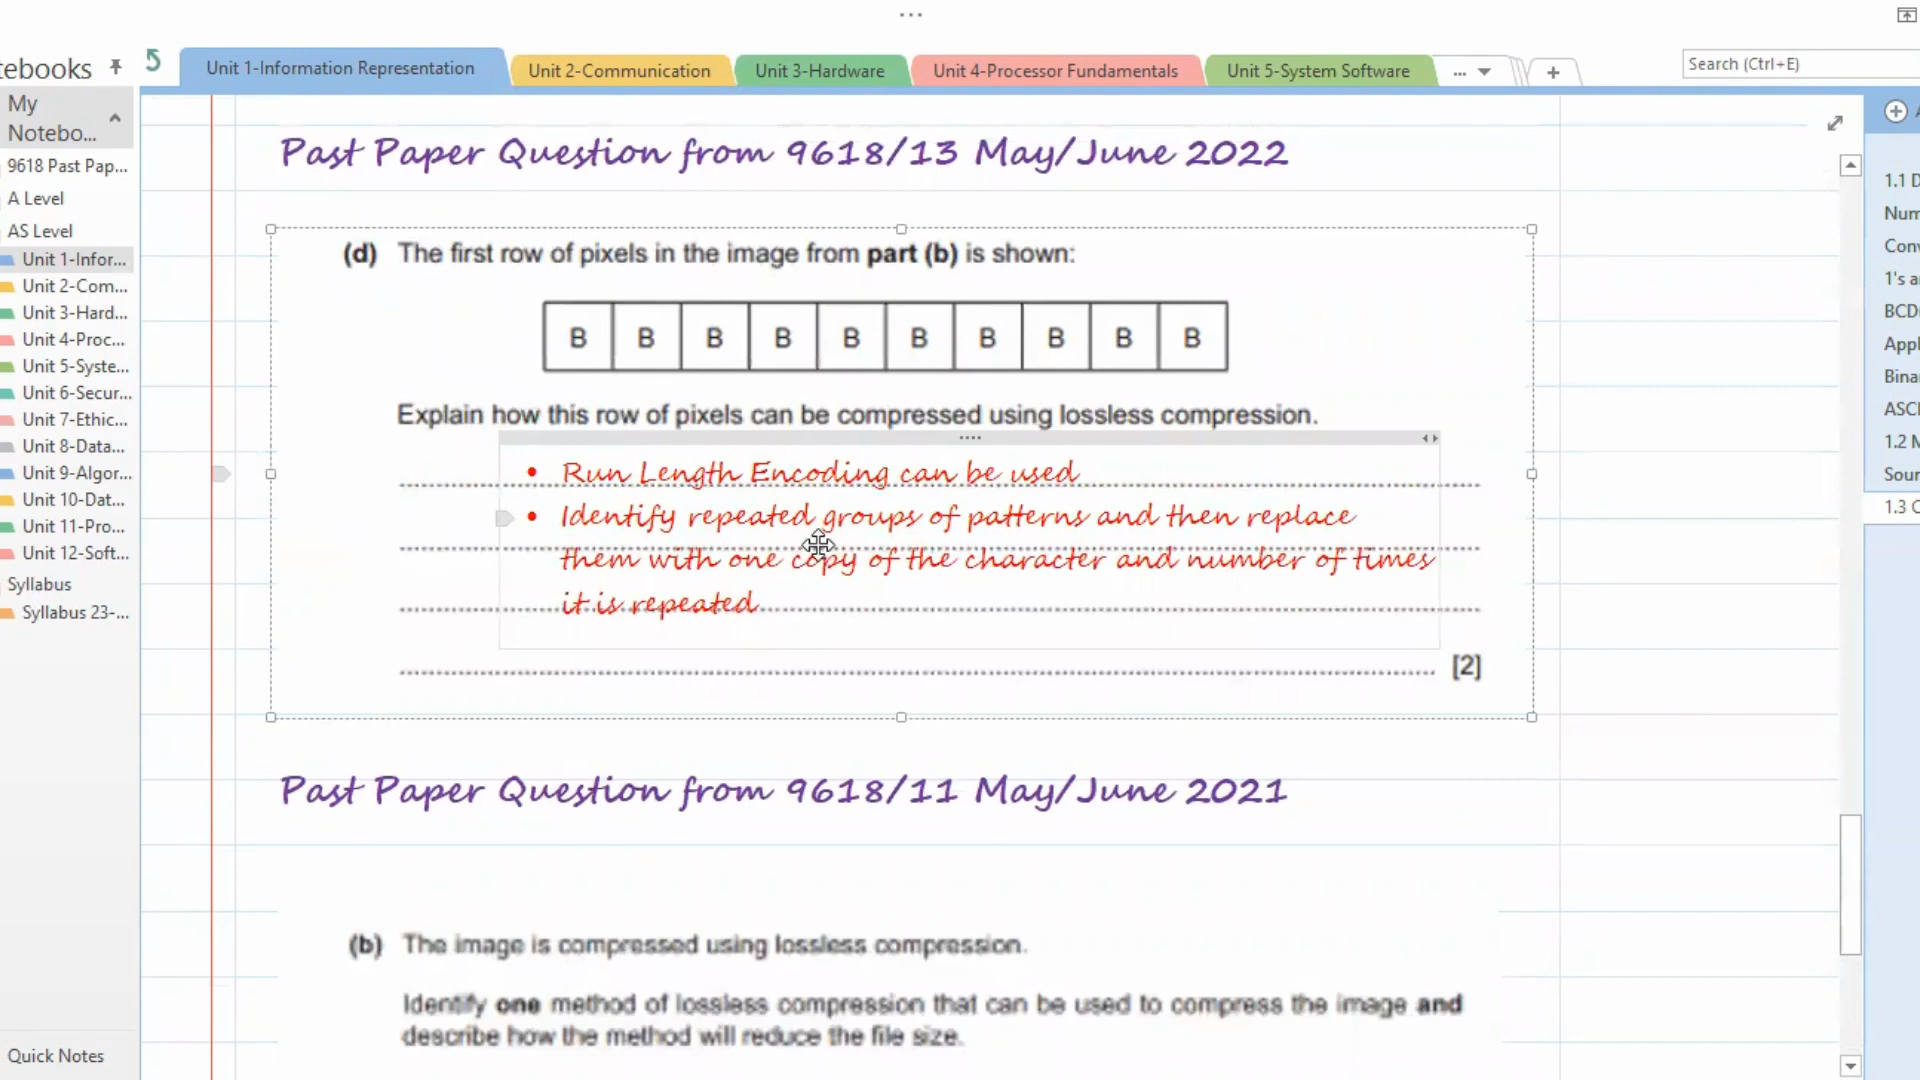 ...
Unit 1-Information Representation
Unit 2-Communication
Unit 3-Hardware
Unit 4-Processor Fundamentals
Unit 5-System Software
...
+
Search (Ctrl+E)
tebooks
My
Notebo...
9618 Past Pap...
A Level
AS Level
Unit 1-Infor...
Unit 2-Com...
Unit 3-Hard...
Unit 4-Proc...
Unit 5-Syste...
Unit 6-Secur...
Unit 7-Ethic...
Unit 8-Data...
Unit 9-Algor...
Unit 10-Dat...
Unit 11-Pro...
Unit 12-Soft...
Syllabus
Syllabus 23-...
Quick Notes
Past Paper Question from 9618/13 May/June 2022
(d) The first row of pixels in the image from part (b) is shown:
B B B B B B B B B B
Explain how this row of pixels can be compressed using lossless compression.
• Run Length Encoding can be used
• Identify repeated groups of patterns and then replace
them with one copy of the character and number of times
it is repeated
[2]
Past Paper Question from 9618/11 May/June 2021
(b) The image is compressed using lossless compression.
Identify one method of lossless compression that can be used to compress the image and
describe how the method will reduce the file size.
1.1 D
Num
Conv
1's a
BCD
Appl
Binar
ASCI
1.2 M
Sour
1.3 C